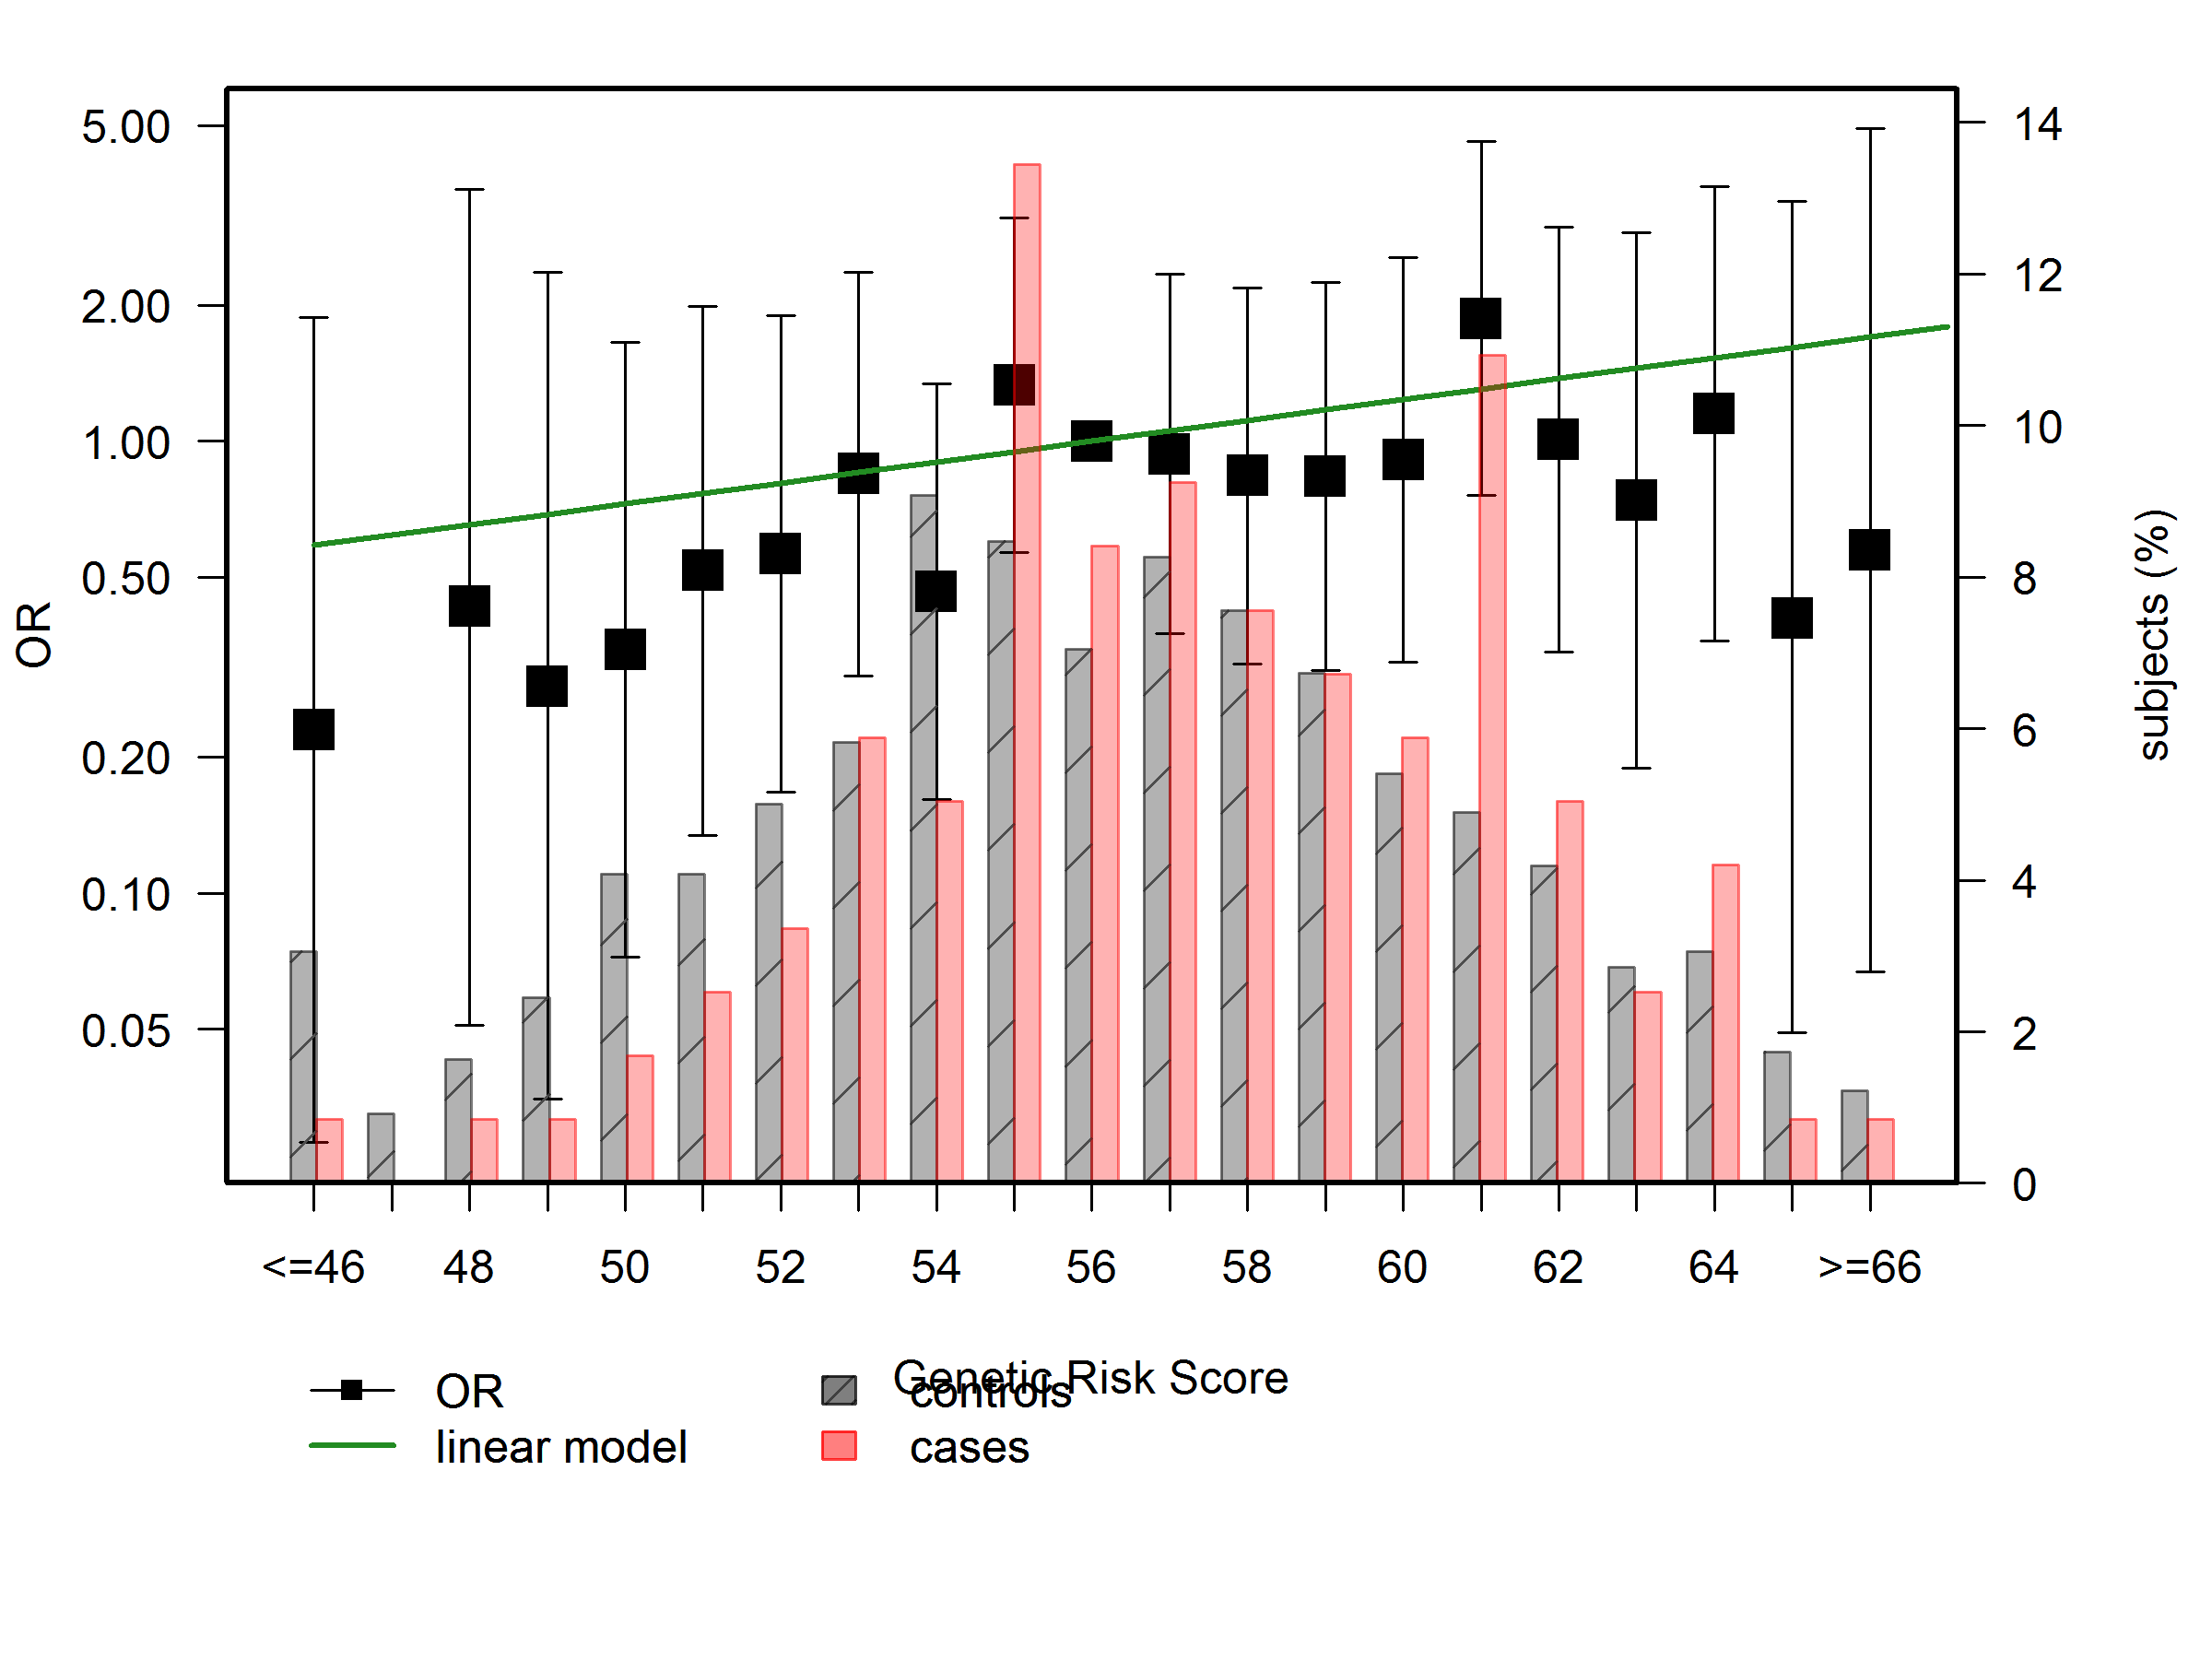 5.00
2.00
1.00
0.50
0.20
0.10
0.05
OR
14
12
10
8
6
4
2
0
subjects (%)
<=46 48 50 52 54 56 58 60 62 64 >=66
Genetic Risk Score
OR controls
linear model cases